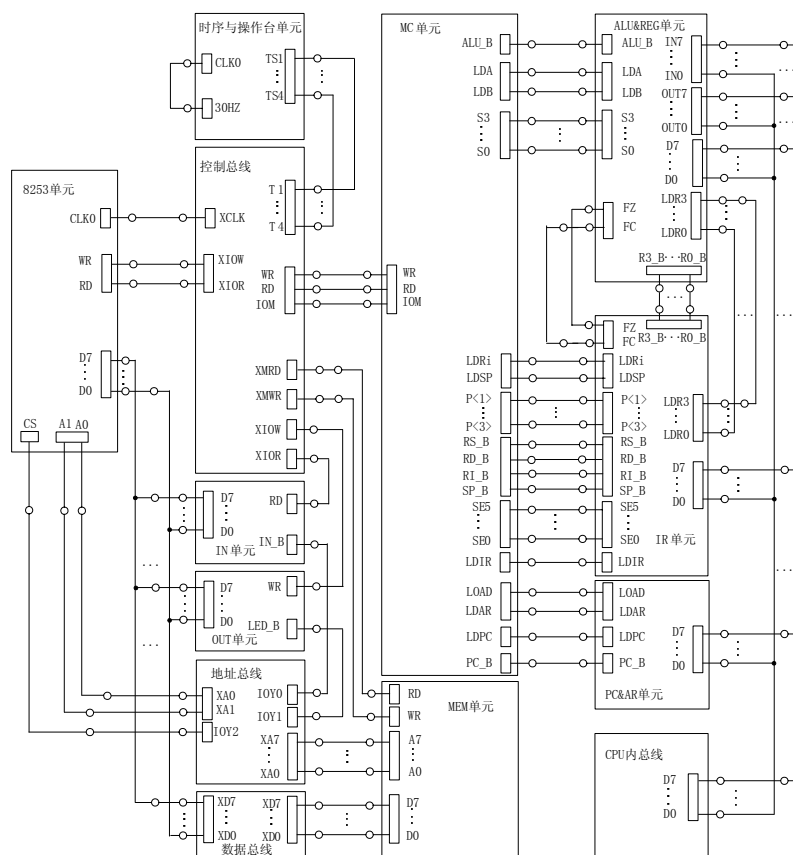 时序与操作台单元
CLK0
30HZ
TS1
TS4
控制总线
T1
T4
XCLK
XIOW
XIOR
WR
RD
IOM
XMRD
XMWR
XIOW
XIOR
8253单元
CLK0
WR
RD
D7
D0
CS
A1 A0
D7
D0
RD
IN_B
IN单元
D7
D0
WR
LED_B
OUT单元
地址总线
XA0
XA1
IOY2
IOY0
IOY1
XA7
XA0
XD7
XD0
XD7
XD0
数据总线
MC单元
ALU_B
LDA
LDB
S3
S0
WR
RD
IOM
LDRi
LDSP
P<1>
P<3>
RS_B
RD_B
RI_B
SP_B
SE5
SE0
LDIR
LOAD
LDAR
LDPC
PC_B
MEM单元
RD
WR
A7
A0
D7
D0
ALU&REG单元
ALU_B
LDA
LDB
S3
S0
IN7
IN0
OUT7
OUT0
D7
D0
LDR3
LDR0
FZ
FC
R3_B···R0_B
FZ
FC
R3_B···R0_B
LDRi
LDSP
P<1>
P<3>
RS_B
RD_B
RI_B
SP_B
SE5
SE0
LDIR
LDR3
LDR0
D7
D0
IR单元
LOAD
LDAR
LDPC
PC_B
D7
D0
PC&AR单元
CPU内总线
D7
D0